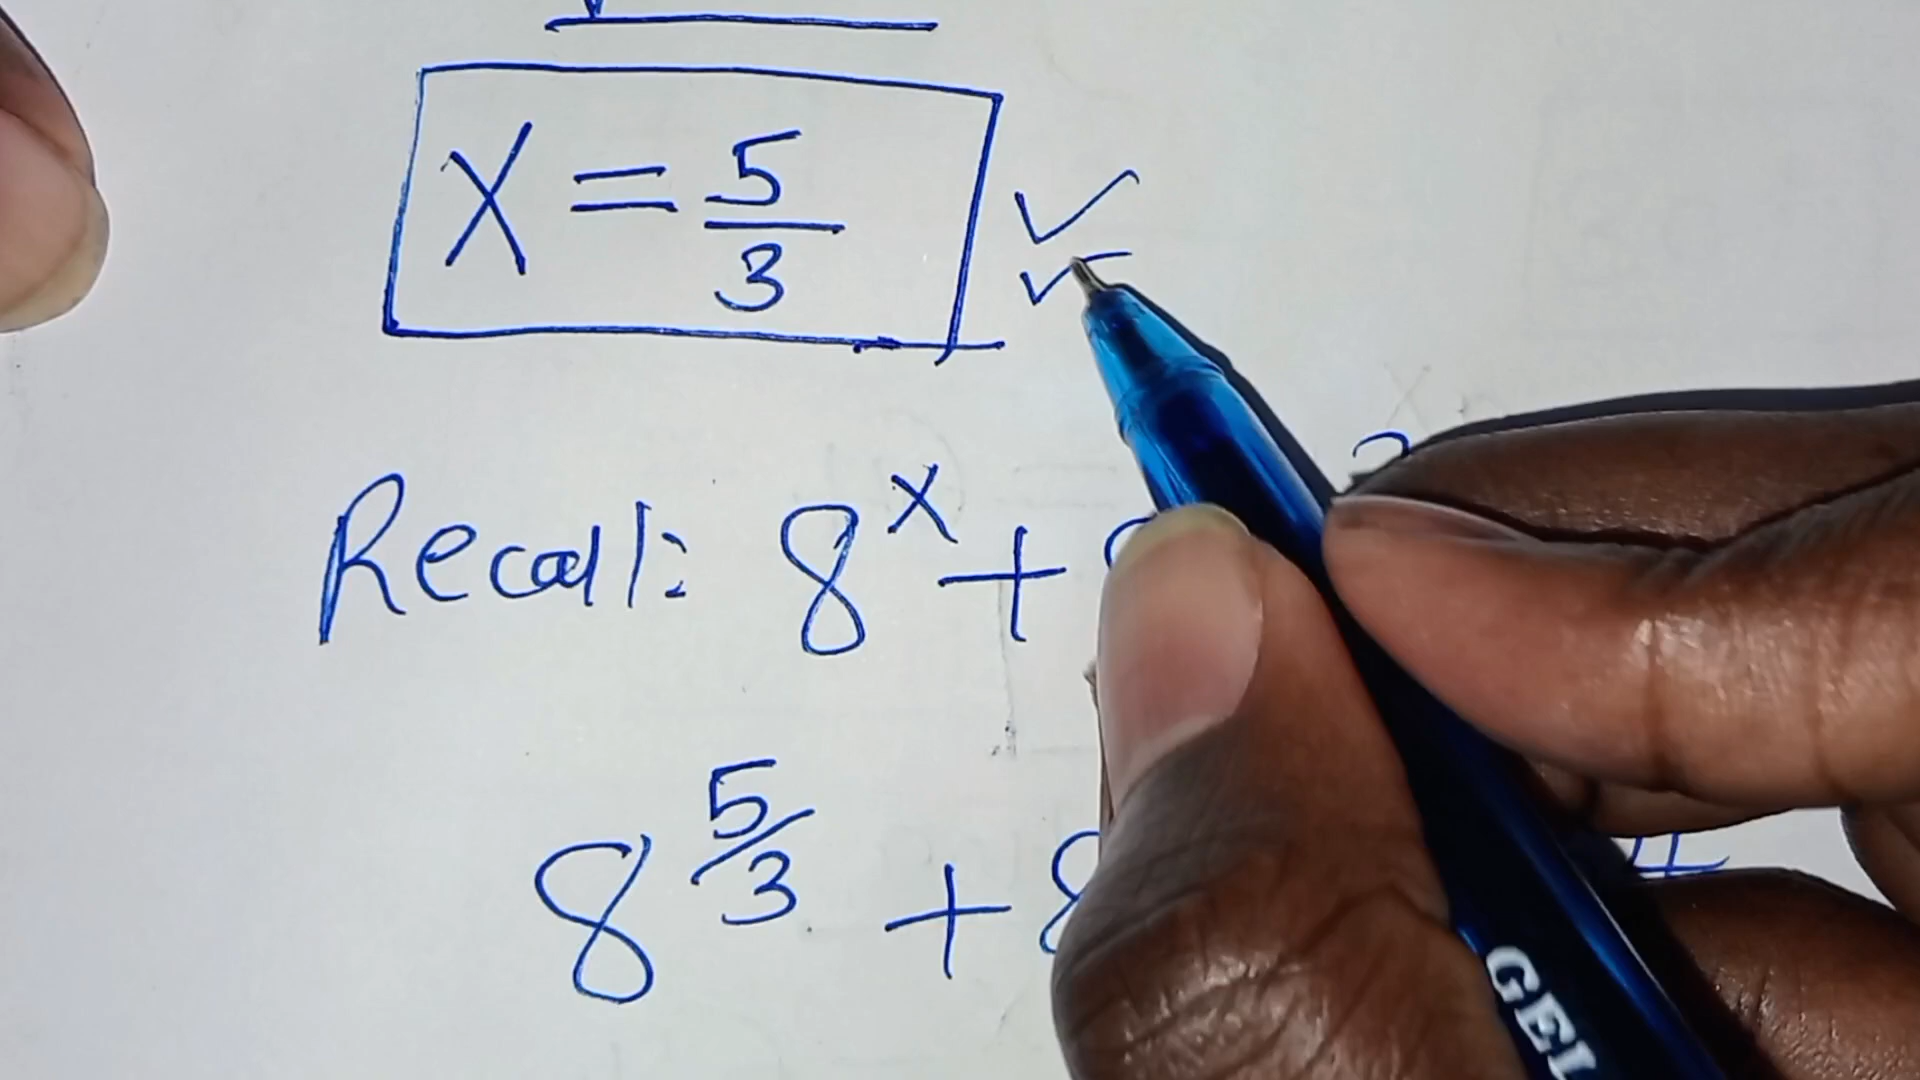 X = 5/3 ✓
✓
Recall: 8^x +
8^5/3 + 8
GEL